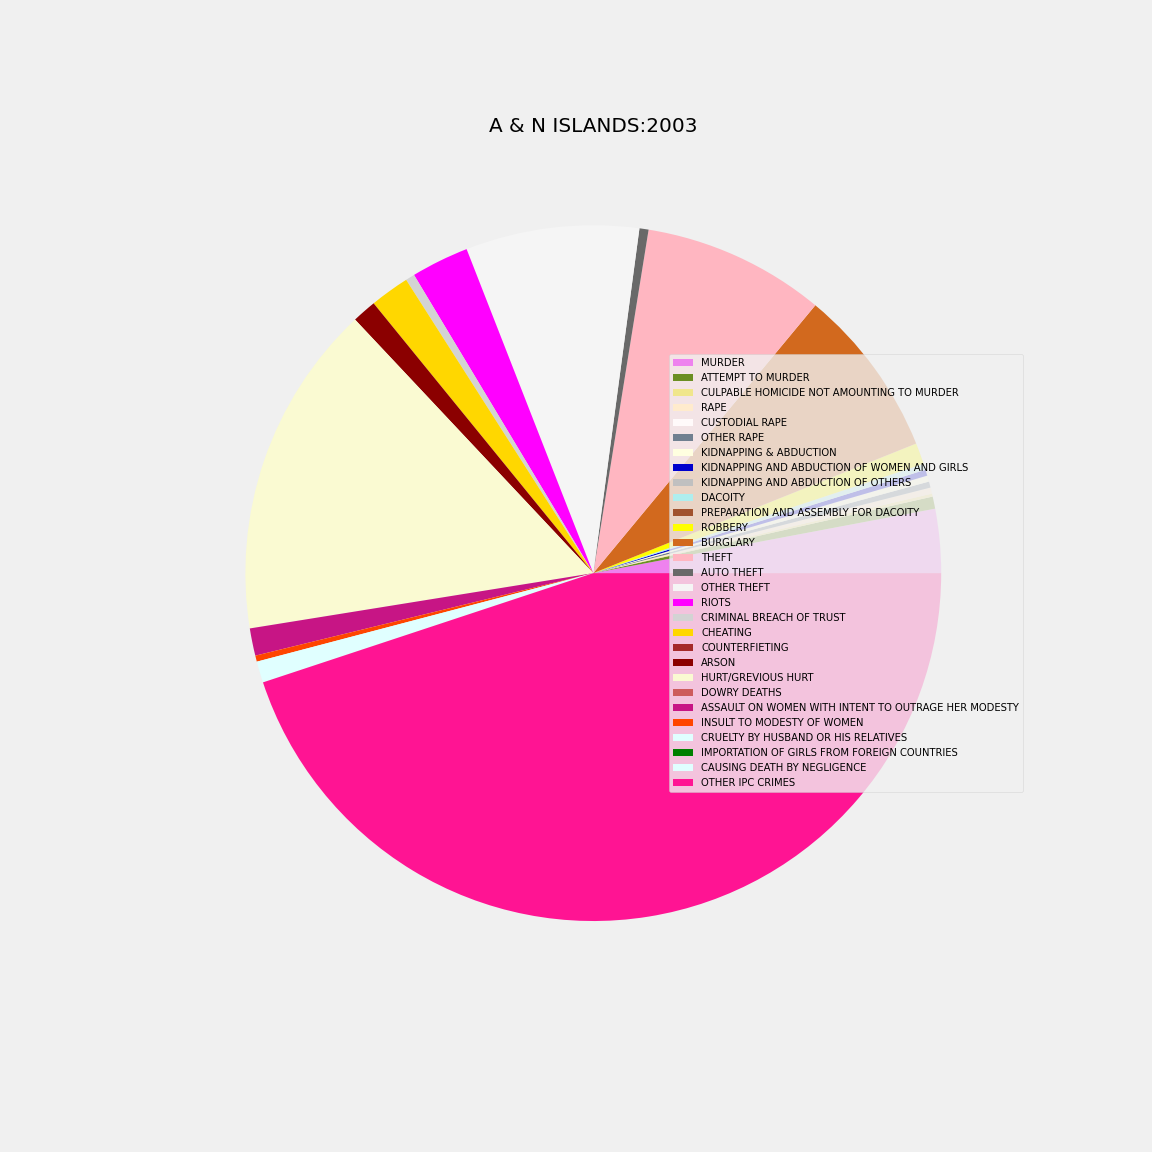 A & N ISLANDS:2003
MURDER
ATTEMPT TO MURDER
CULPABLE HOMICIDE NOT AMOUNTING TO MURDER
RAPE
CUSTODIAL RAPE
OTHER RAPE
KIDNAPPING & ABDUCTION
KIDNAPPING AND ABDUCTION OF WOMEN AND GIRLS
KIDNAPPING AND ABDUCTION OF OTHERS
DACOITY
PREPARATION AND ASSEMBLY FOR DACOITY
ROBBERY
BURGLARY
THEFT
AUTO THEFT
OTHER THEFT
RIOTS
CRIMINAL BREACH OF TRUST
CHEATING
COUNTERFIETING
ARSON
HURT/GREVIOUS HURT
DOWRY DEATHS
ASSAULT ON WOMEN WITH INTENT TO OUTRAGE HER MODESTY
INSULT TO MODESTY OF WOMEN
CRUELTY BY HUSBAND OR HIS RELATIVES
IMPORTATION OF GIRLS FROM FOREIGN COUNTRIES
CAUSING DEATH BY NEGLIGENCE
OTHER IPC CRIMES